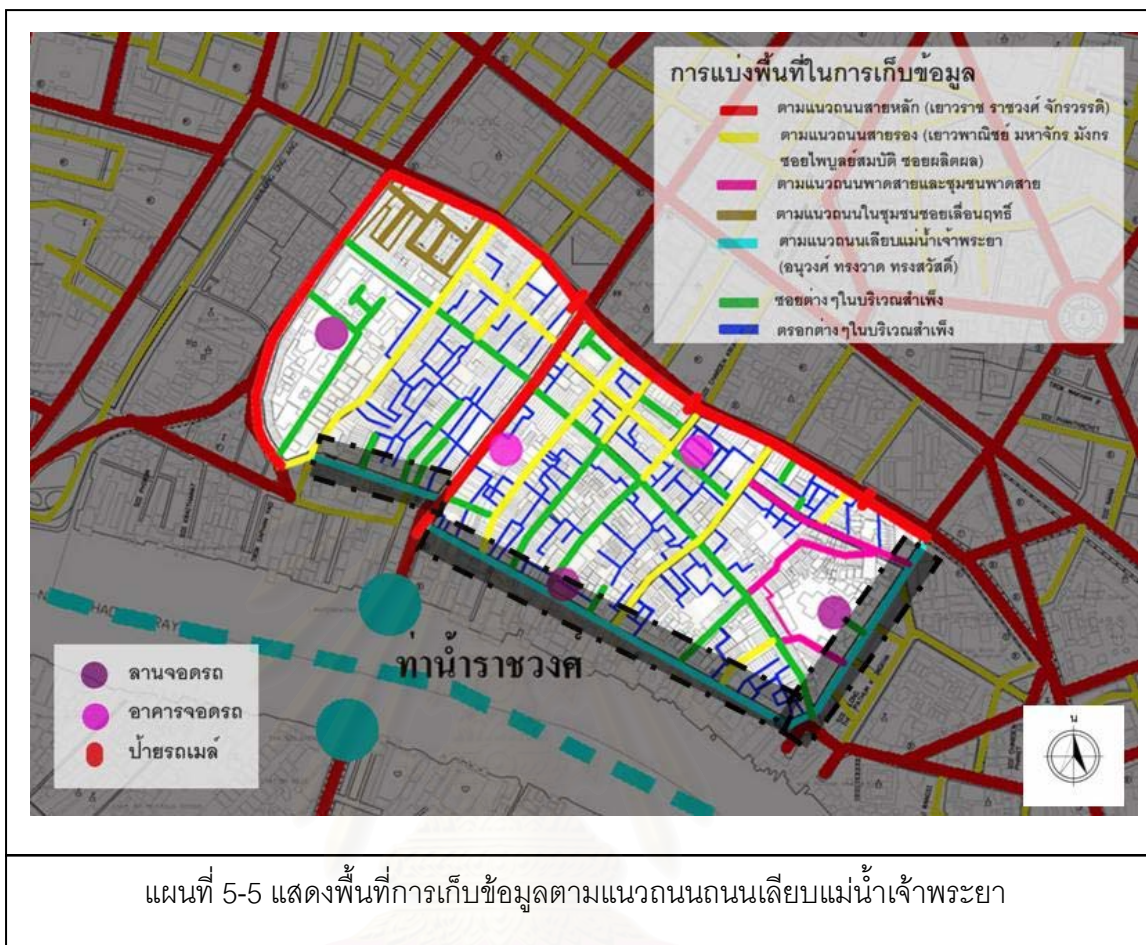 การแบ่งพื้นที่ในการเก็บข้อมูล
ตามแนวถนนสายหลัก (เยาวราช ราชวงศ์ จักรวรรดิ)
ตามแนวถนนสายรอง (เยาวพาณิชย์ มหาจักร มังกร
ซอยไพบูลย์สมบัติ ซอยผลิตผล)
ตามแนวถนนพาดสายและชุมชนพาดสาย
ตามแนวถนนในชุมชนซอยเลื่อนฤทธิ์
ตามแนวถนนเลียบแม่น้ำเจ้าพระยา
(อนุวงศ์ ทรงวาด ทรงสวัสดิ์)
ซอยต่างๆในบริเวณสำเพ็ง
ตรอกต่างๆในบริเวณสำเพ็ง
ท่าน้ำราชวงศ์
ลานจอดรถ
อาคารจอดรถ
ป้ายรถเมล์
น
แผนที่ 5-5 แสดงพื้นที่การเก็บข้อมูลตามแนวถนนถนนเลียบแม่น้ำเจ้าพระยา